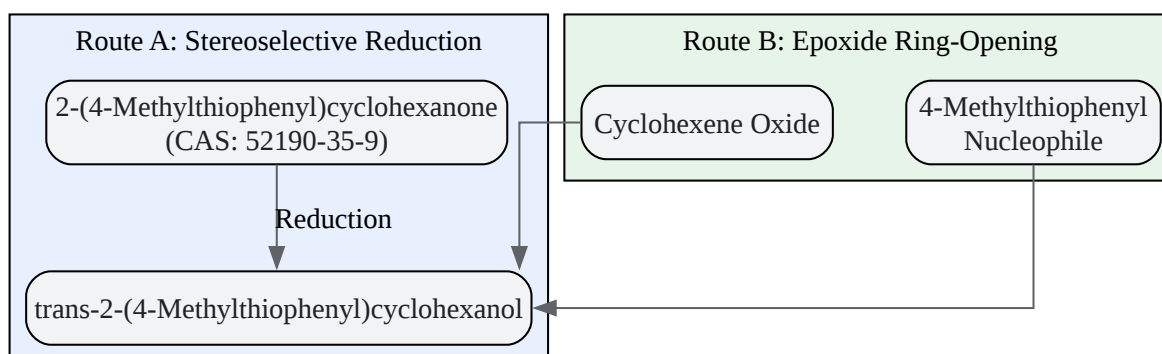 Route A: Stereoselective Reduction
2-(4-Methylthiophenyl)cyclohexanone
(CAS: 52190-35-9)
Reduction
trans-2-(4-Methylthiophenyl)cyclohexanol
Route B: Epoxide Ring-Opening
Cyclohexene Oxide
4-Methylthiophenyl
Nucleophile